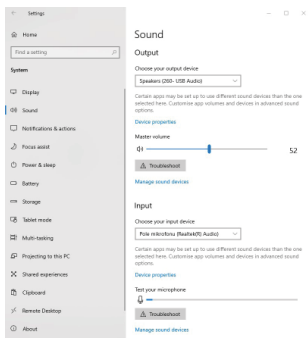 Settings
Home
Find a setting
System
Display
Sound
Notifications & actions
Focus assist
Power & sleep
Battery
Storage
Tablet mode
Multi-tasking
Projecting to this PC
Shared experiences
Clipboard
Remote Desktop
About
Sound
Output
Choose your output device
Speakers (260- USB Audio)
Certain apps may be set up to use different sound devices than the one
selected here. Customise app volumes and devices in advanced sound
options.
Device properties
Master volume
52
Troubleshoot
Manage sound devices
Input
Choose your input device
Pole mikrofonu (Realtek(R) Audio)
Certain apps may be set up to use different sound devices than the one
selected here. Customise app volumes and devices in advanced sound
options.
Device properties
Test your microphone
Troubleshoot
Manage sound devices